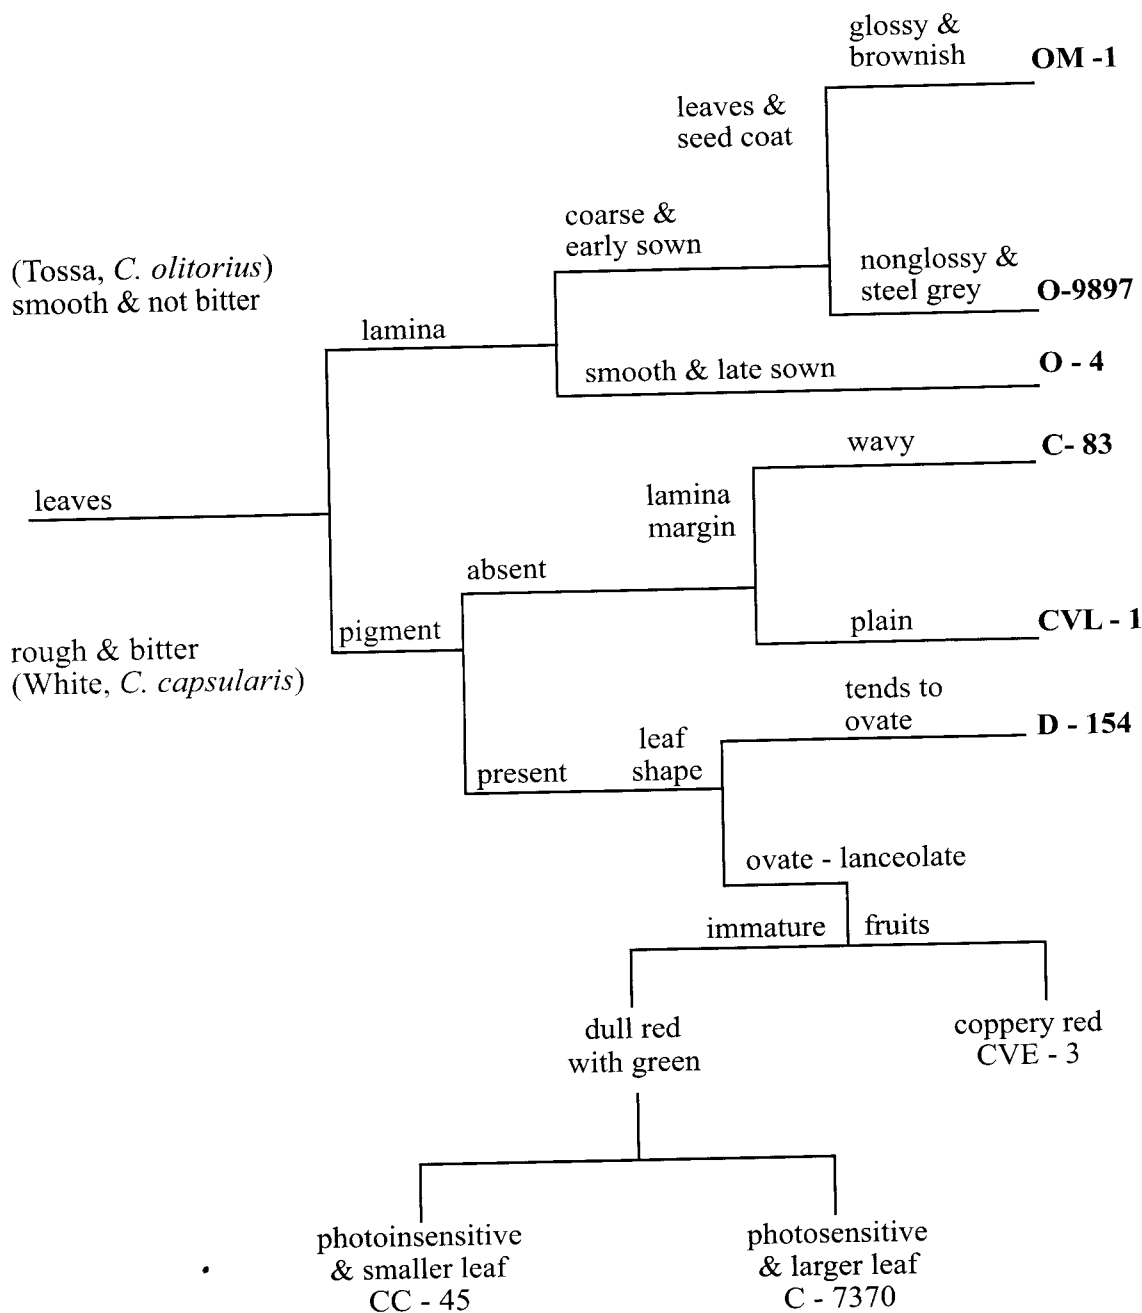 glossy &
brownish
OM -1
leaves &
seed coat
coarse &
early sown
(Tossa, C. olitorius)
smooth & not bitter
nonglossy &
steel grey
O-9897
lamina
smooth & late sown
O - 4
wavy
C- 83
leaves
lamina
margin
absent
pigment
plain
CVL - 1
rough & bitter
(White, C. capsularis)
tends to
ovate
D - 154
leaf
shape
present
ovate - lanceolate
immature fruits
dull red
with green
coppery red
CVE - 3
photoinsensitive
& smaller leaf
CC - 45
photosensitive
& larger leaf
C - 7370